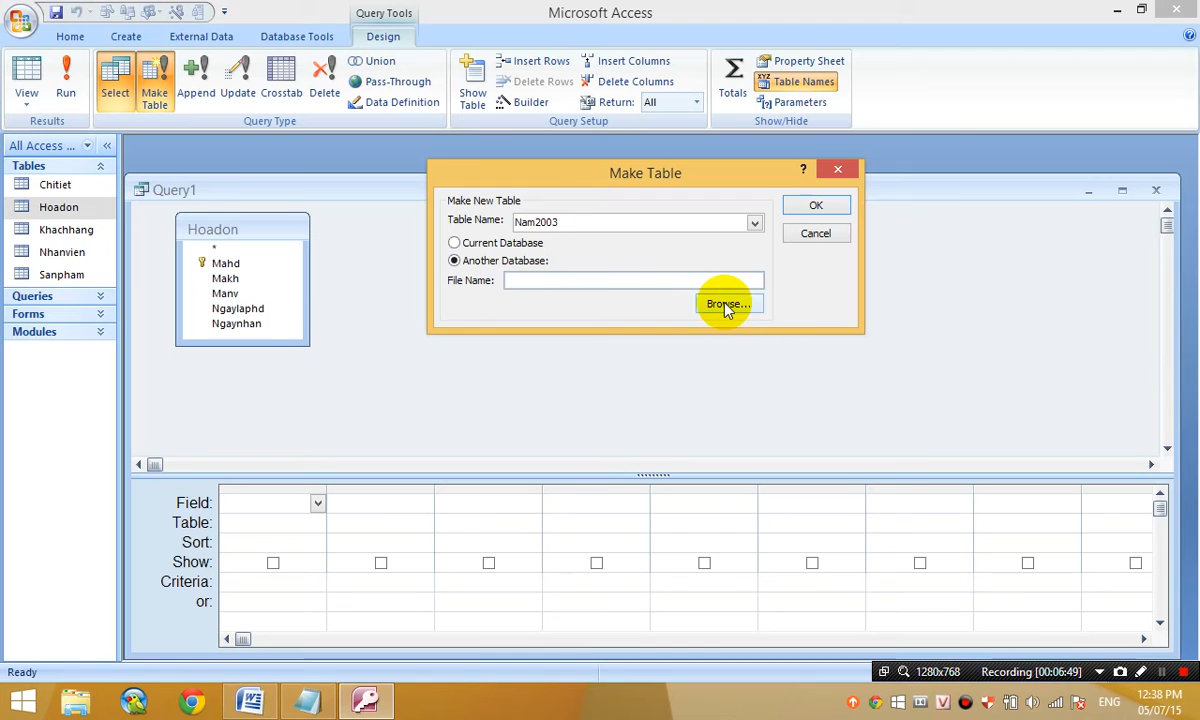 Query Tools
Microsoft Access
Home
Create
External Data
Database Tools
Design
View
Run
Results
Select
Make Table
Append
Update
Crosstab
Delete
Union
Pass-Through
Data Definition
Query Type
Show Table
Insert Rows
Delete Rows
Builder
Insert Columns
Delete Columns
Return: All
Query Setup
Totals
Property Sheet
Table Names
Parameters
Show/Hide
All Access ...
Tables
Chitiet
Hoadon
Khachhang
Nhanvien
Sanpham
Queries
Forms
Modules
Query1
Hoadon
*
Mahd
Makh
Manv
Ngaylaphd
Ngaynhan
Make Table
Make New Table
Table Name: Nam2003
Current Database
Another Database:
File Name:
Browse...
OK
Cancel
Field:
Table:
Sort:
Show:
Criteria:
or:
Ready
1280x768
Recording [00:06:49]
ENG
12:38 PM
05/07/15